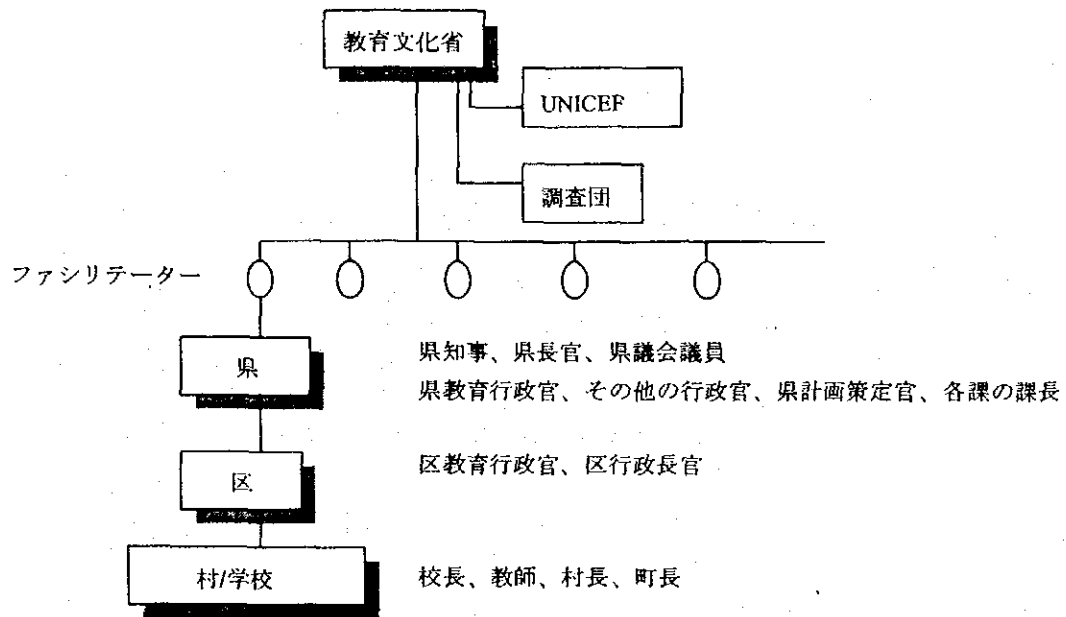 教育文化省
UNICEF
調査団
ファシリテーター
県
県知事、県長官、県議会議員
県教育行政官、その他の行政官、県計画策定官、各課の課長
区
区教育行政官、区行政長官
村/学校
校長、教師、村長、町長